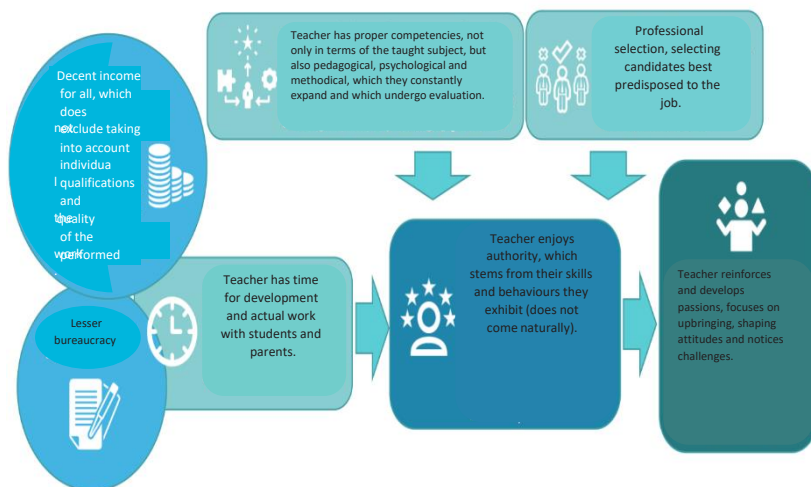 Decent income
for all, which
does
not
exclude taking
into account
individua
l
qualifications
and
the
quality
of the
performed
work
Lesser
bureaucracy
Teacher has proper competencies, not
only in terms of the taught subject, but
also pedagogical, psychological and
methodical, which they constantly
expand and which undergo evaluation.
Professional
selection, selecting
candidates best
predisposed to the
job.
Teacher has time
for development
and actual work
with students and
parents.
Teacher enjoys
authority, which
stems from their skills
and behaviours they
exhibit (does not
come naturally).
Teacher reinforces
and develops
passions, focuses on
upbringing, shaping
attitudes and notices
challenges.